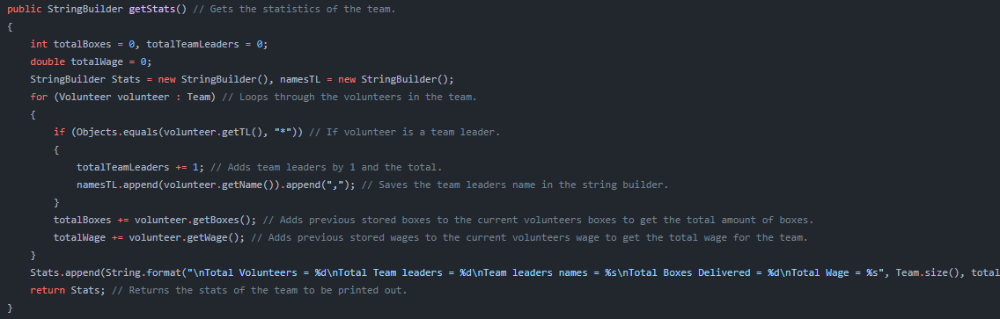 public StringBuilder getStats() // Gets the statistics of the team.
{
int totalBoxes = 0, totalTeamLeaders = 0;
double totalWage = 0;
StringBuilder Stats = new StringBuilder(), namesTL = new StringBuilder();
for (Volunteer volunteer : Team) // Loops through the volunteers in the team.
{
if (Objects.equals(volunteer.getTL(), "*")) // If volunteer is a team leader.
{
totalTeamLeaders += 1; // Adds team leaders by 1 and the total.
namesTL.append(volunteer.getName()).append(","); // Saves the team leaders name in the string builder.
}
totalBoxes += volunteer.getBoxes(); // Adds previous stored boxes to the current volunteers boxes to get the total amount of boxes.
totalWage += volunteer.getWage(); // Adds previous stored wages to the current volunteers wage to get the total wage for the team.
}
Stats.append(String.format("\nTotal Volunteers = %d\nTotal Team leaders = %d\nTeam leaders names = %s\nTotal Boxes Delivered = %d\nTotal Wage = %s", Team.size(), total
return Stats; // Returns the stats of the team to be printed out.
}